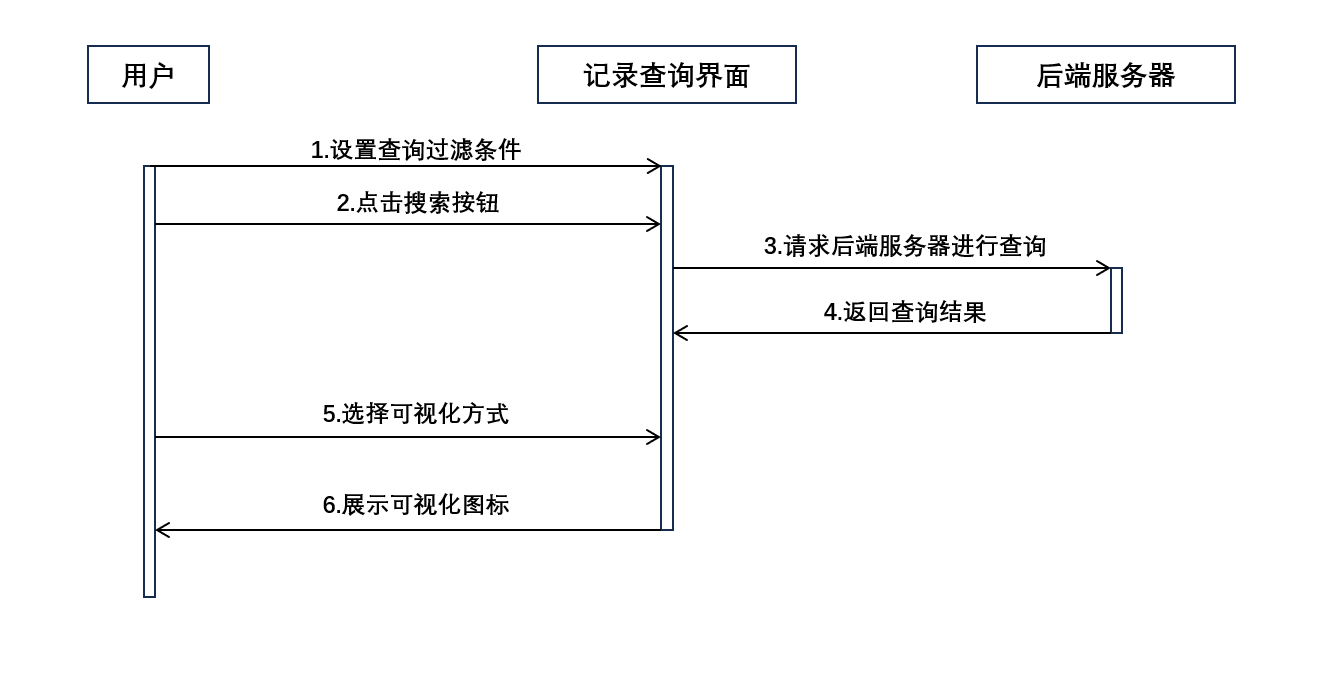 用户
记录查询界面
后端服务器
1.设置查询过滤条件
2.点击搜索按钮
3.请求后端服务器进行查询
4.返回查询结果
5.选择可视化方式
6.展示可视化图标